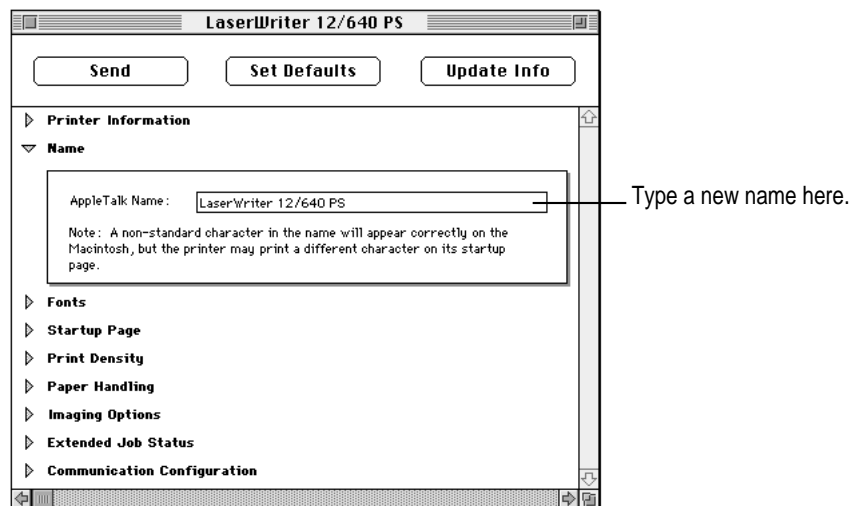 LaserWriter 12/640 PS
Send Set Defaults Update Info
Printer Information
Name
AppleTalk Name: LaserWriter 12/640 PS
Type a new name here.
Note: A non-standard character in the name will appear correctly on the
Macintosh, but the printer may print a different character on its startup
page.
Fonts
Startup Page
Print Density
Paper Handling
Imaging Options
Extended Job Status
Communication Configuration